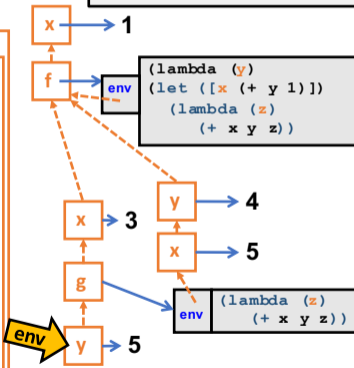 x
1
f
env
(lambda (y)
(let ([x (+ y 1)])
(lambda (z)
(+ x y z))
y
4
x
3
x
5
g
env
(lambda (z)
(+ x y z))
env
y
5